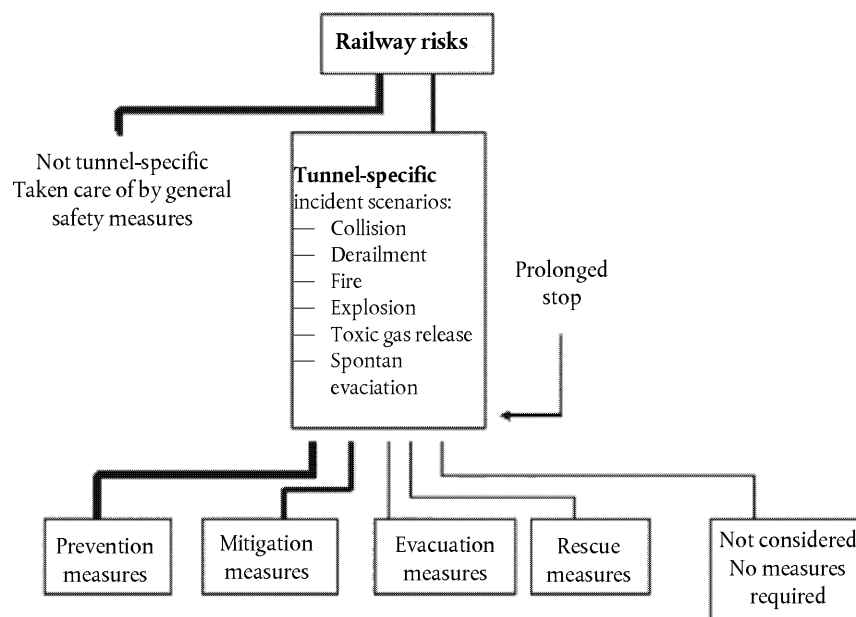 Railway risks
Not tunnel-specific
Taken care of by general
safety measures
Tunnel-specific
incident scenarios:
— Collision
— Derailment
— Fire
— Explosion
— Toxic gas release
— Spontan
evaciation
Prolonged
stop
Prevention
measures
Mitigation
measures
Evacuation
measures
Rescue
measures
Not considered
No measures
required